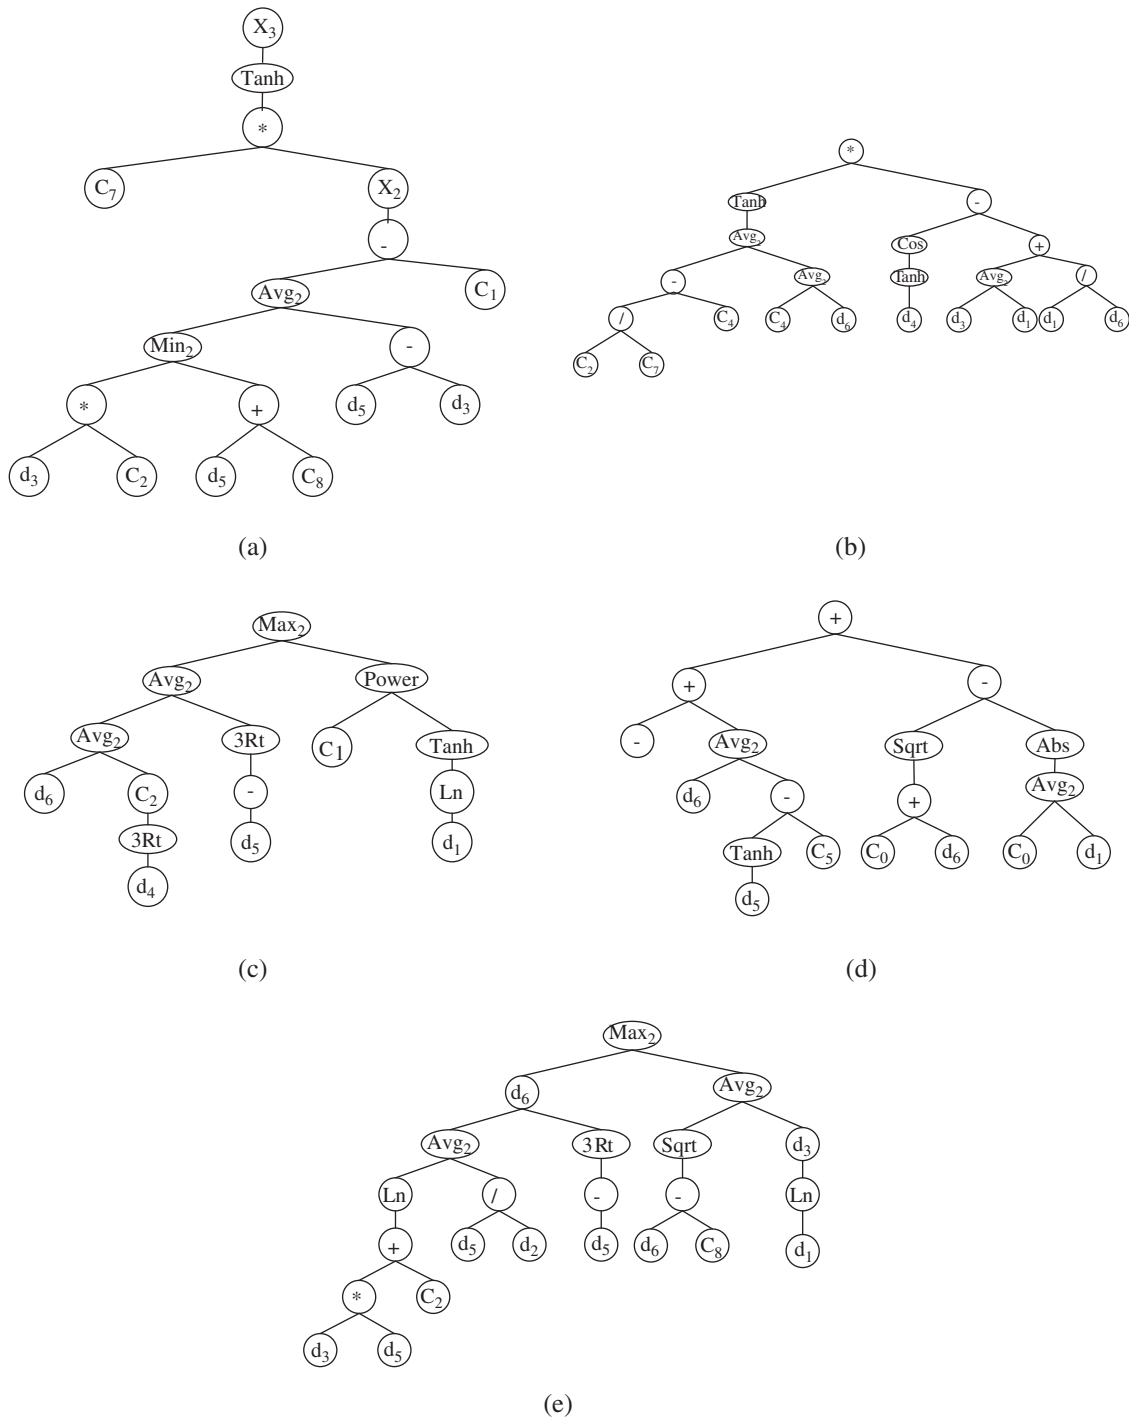 X₃
Tanh
*
C₇ X₂
-
Avg₂ C₁
Min₂ -
* + d₅ d₃
d₃ C₂ d₅ C₈
(a)
*
Tanh -
Avg₂ Cos +
- Avg₂ Tanh Avg₂ /
/ C₄ C₄ d₆ d₄ d₃ d₁ d₁ d₆
C₂ C₇
(b)
Max₂
Avg₂ Power
Avg₂ 3Rt C₁ Tanh
d₆ C₂ - Ln
3Rt d₅ d₁
d₄
(c)
+
+ -
- Avg₂ Sqrt Abs
d₆ - + Avg₂
Tanh C₅ C₀ d₆ C₀ d₁
d₅
(d)
Max₂
d₆ Avg₂
Avg₂ 3Rt Sqrt d₃
Ln / - - Ln
+ d₅ d₂ d₅ d₆ C₈ d₁
* C₂
d₃ d₅
(e)